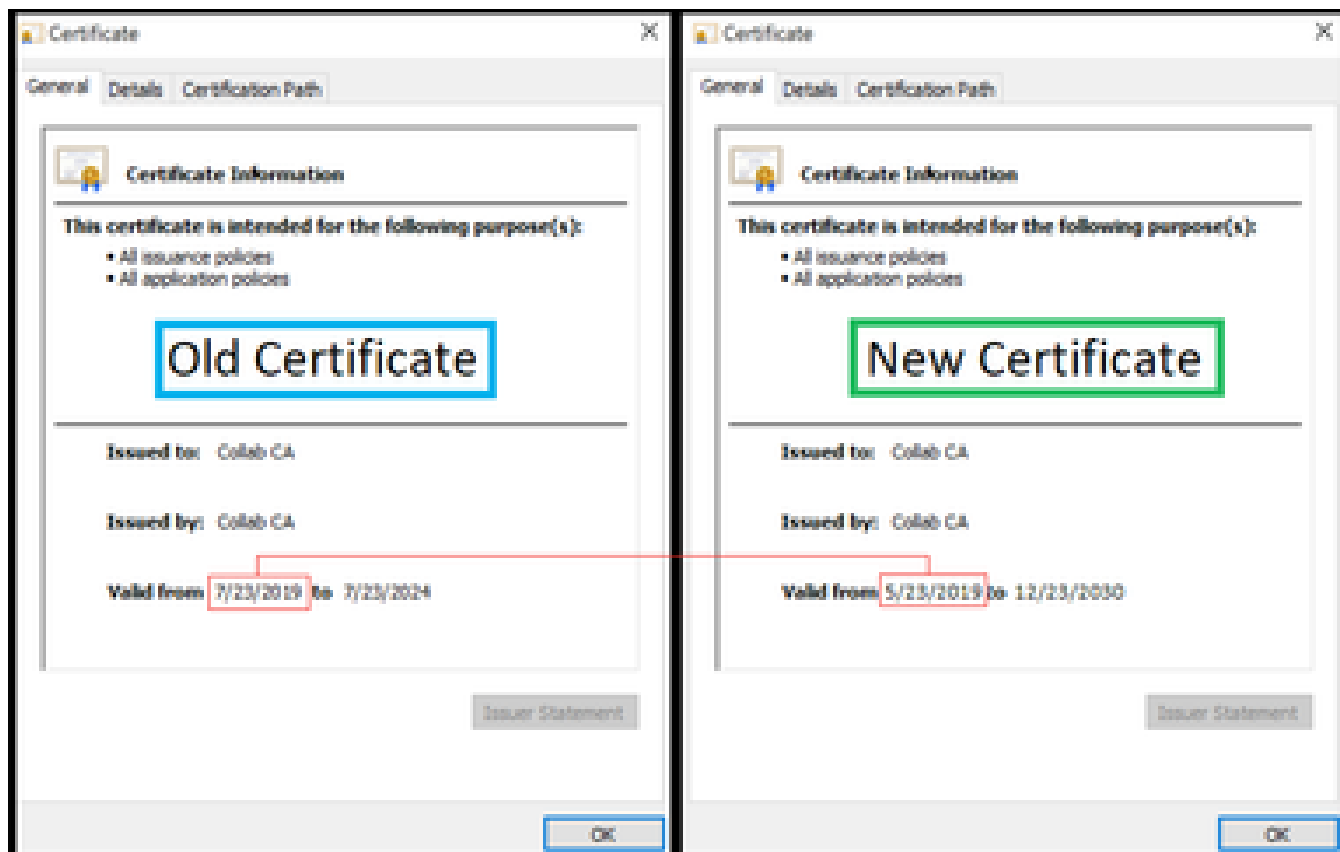 Certificate
General Details Certification Path
Certificate Information
This certificate is intended for the following purpose(s):
• All issuance policies
• All application policies
Old Certificate
Issued to: Collab CA
Issued by: Collab CA
Valid from 7/23/2019 to 7/23/2024
Issuer Statement
OK
Certificate
General Details Certification Path
Certificate Information
This certificate is intended for the following purpose(s):
• All issuance policies
• All application policies
New Certificate
Issued to: Collab CA
Issued by: Collab CA
Valid from 5/23/2019 to 12/23/2030
Issuer Statement
OK